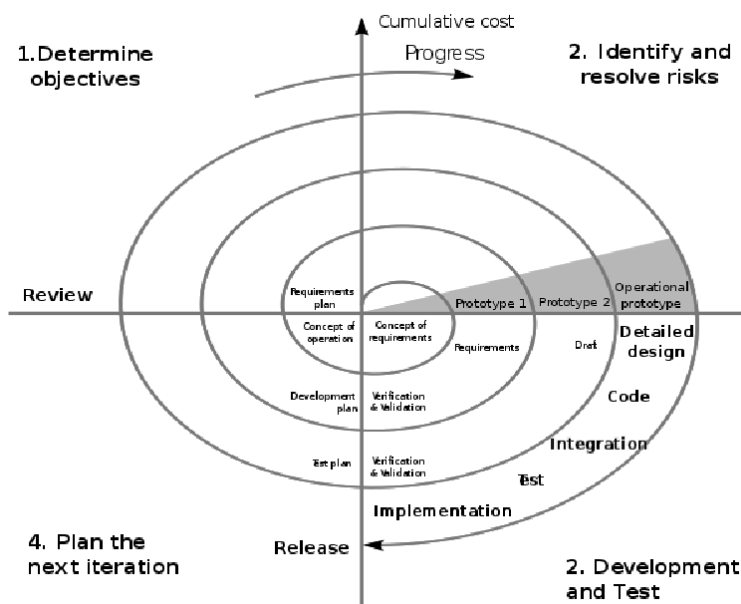 Cumulative cost
Progress
1.Determine
objectives
2. Identify and
resolve risks
Review
Requirements
plan
Prototype 1
Prototype 2
Operational
prototype
Concept of
operation
Concept of
requirements
Requirements
Draft
Detailed
design
Development
plan
Verification
& Validation
Code
Test plan
Verification
& Validation
Integration
Test
Implementation
Release
4. Plan the
next iteration
2. Development
and Test